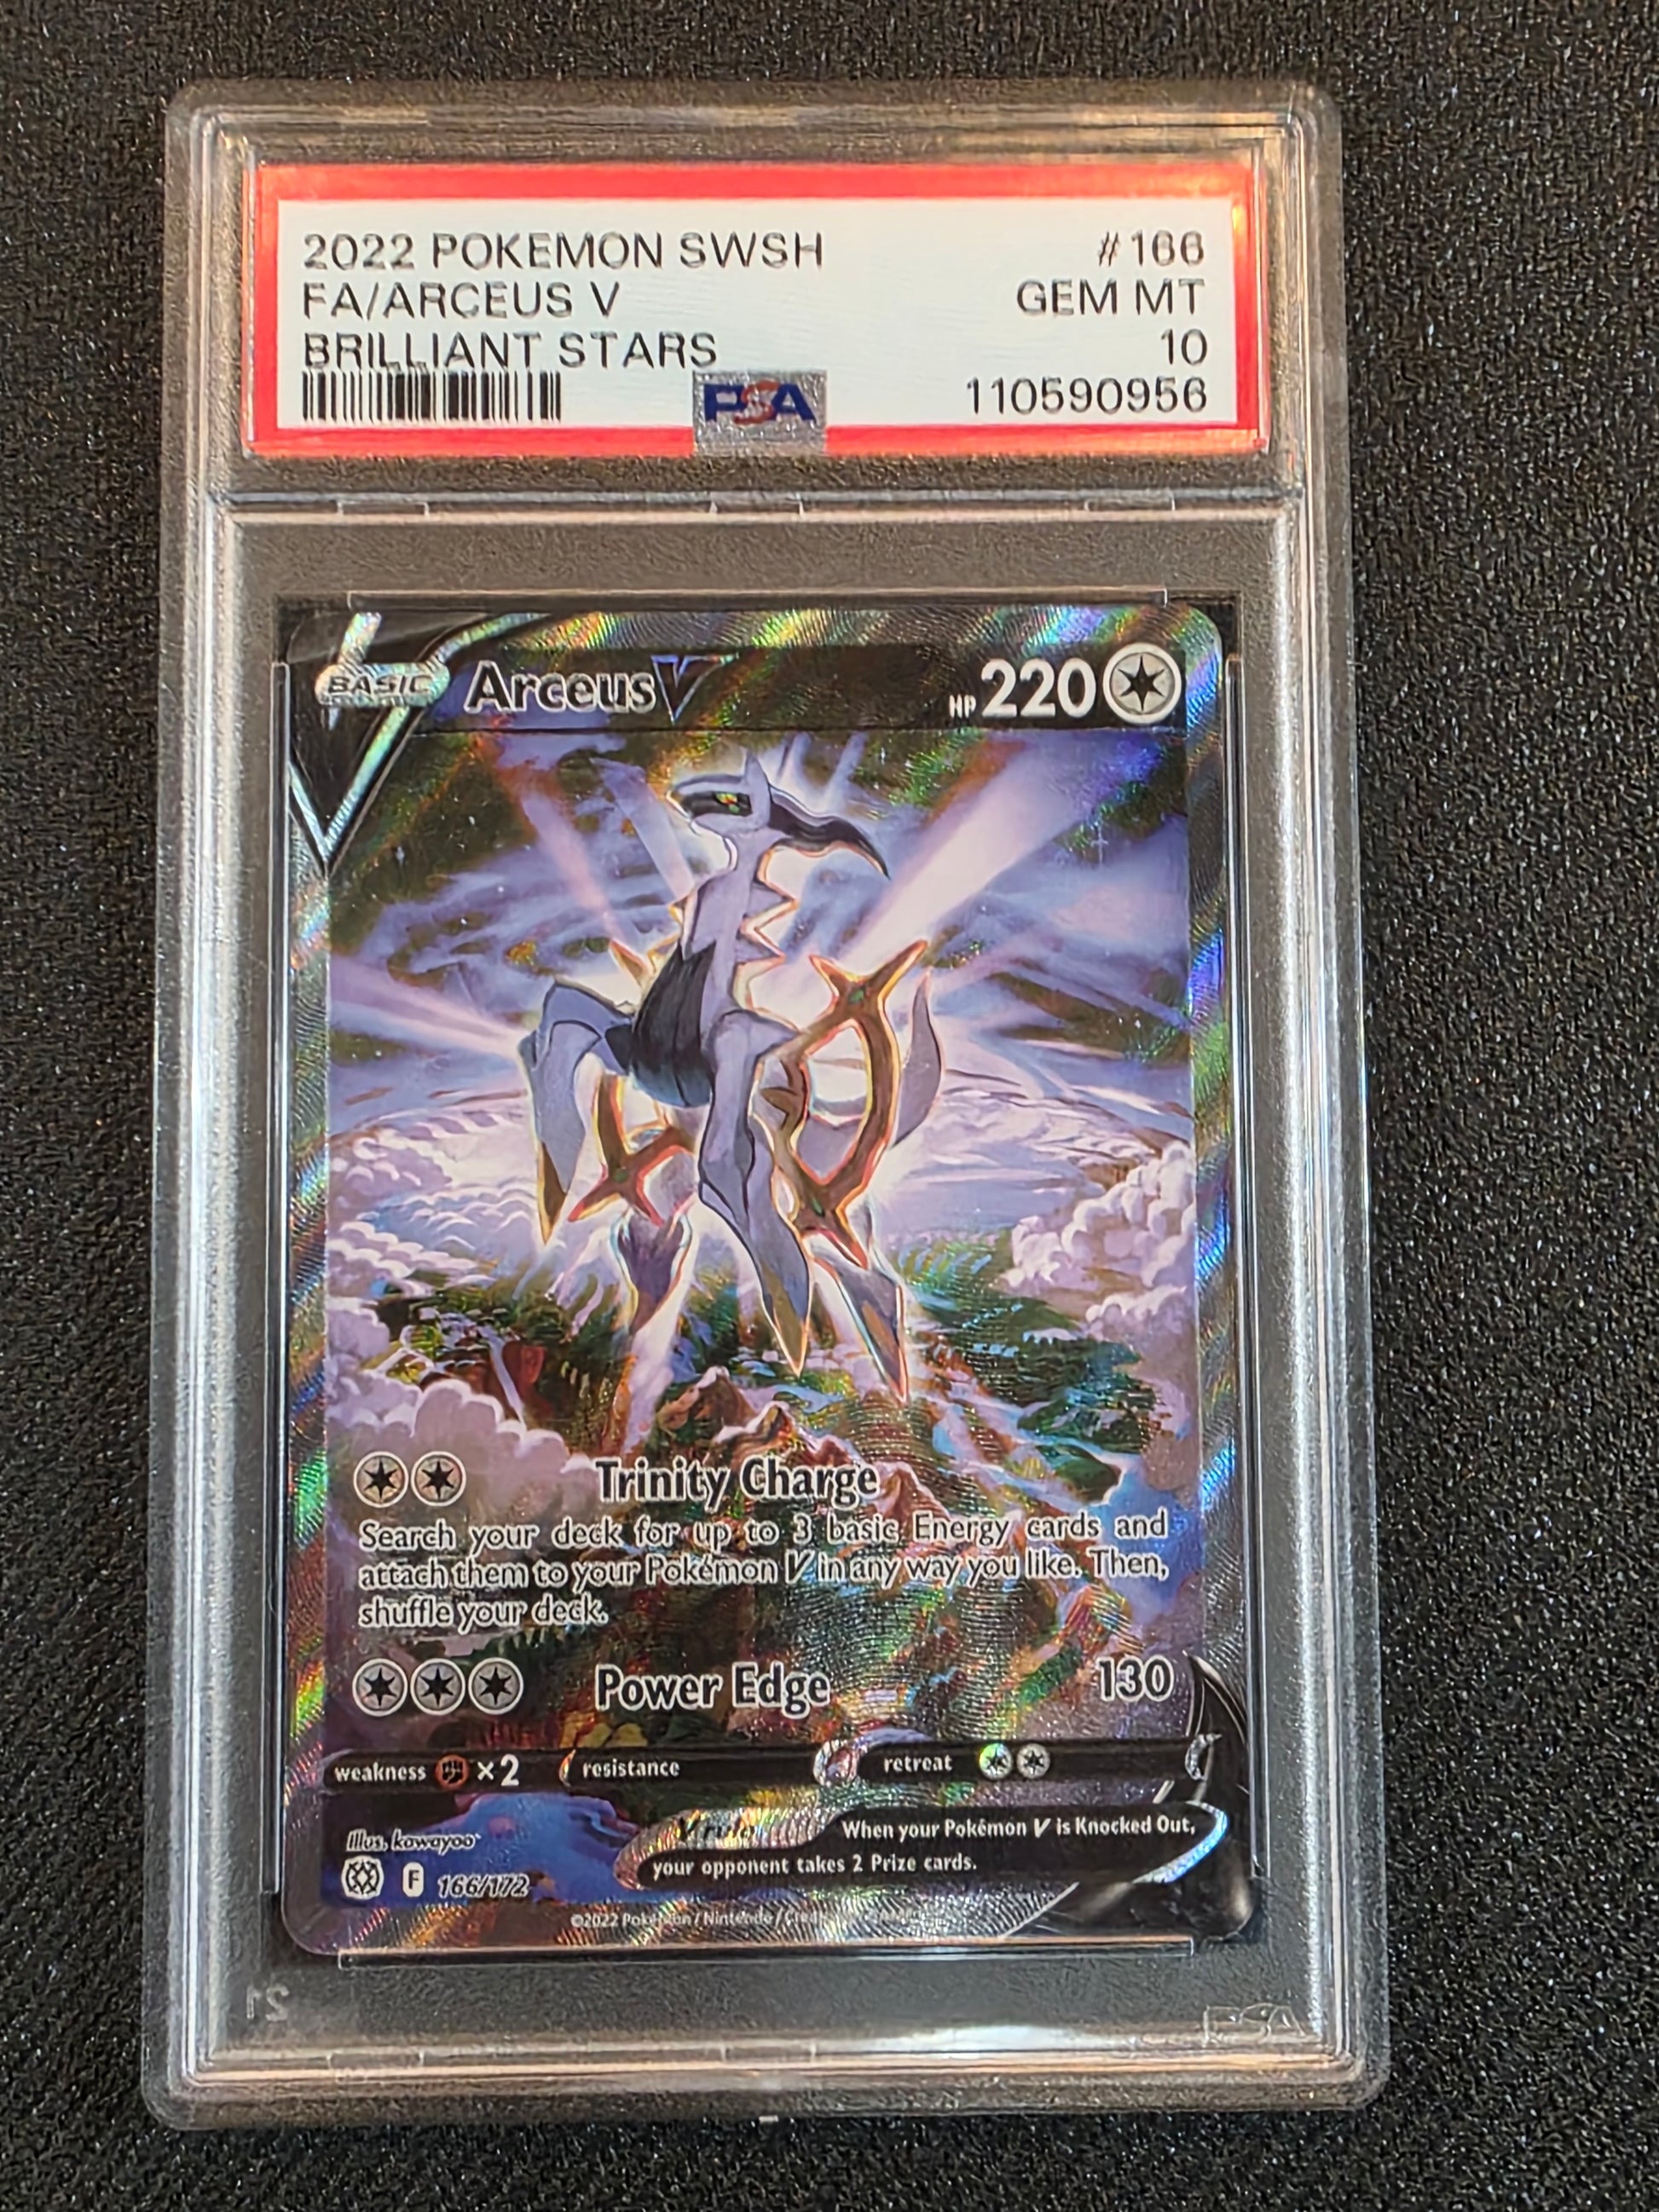 2022 POKEMON SWSH #166
FA/ARCEUS V GEM MT
BRILLIANT STARS 10
PSA 110590956
BASIC Arceus V HP 220
Trinity Charge
Search your deck for up to 3 basic Energy cards and
attach them to your Pokémon V in any way you like. Then,
shuffle your deck.
Power Edge 130
weakness ×2 resistance retreat
V rule When your Pokémon V is Knocked Out,
your opponent takes 2 Prize cards.
Illus. kawayoo
F 166/172
©2022 Pokémon / Nintendo /
PSA